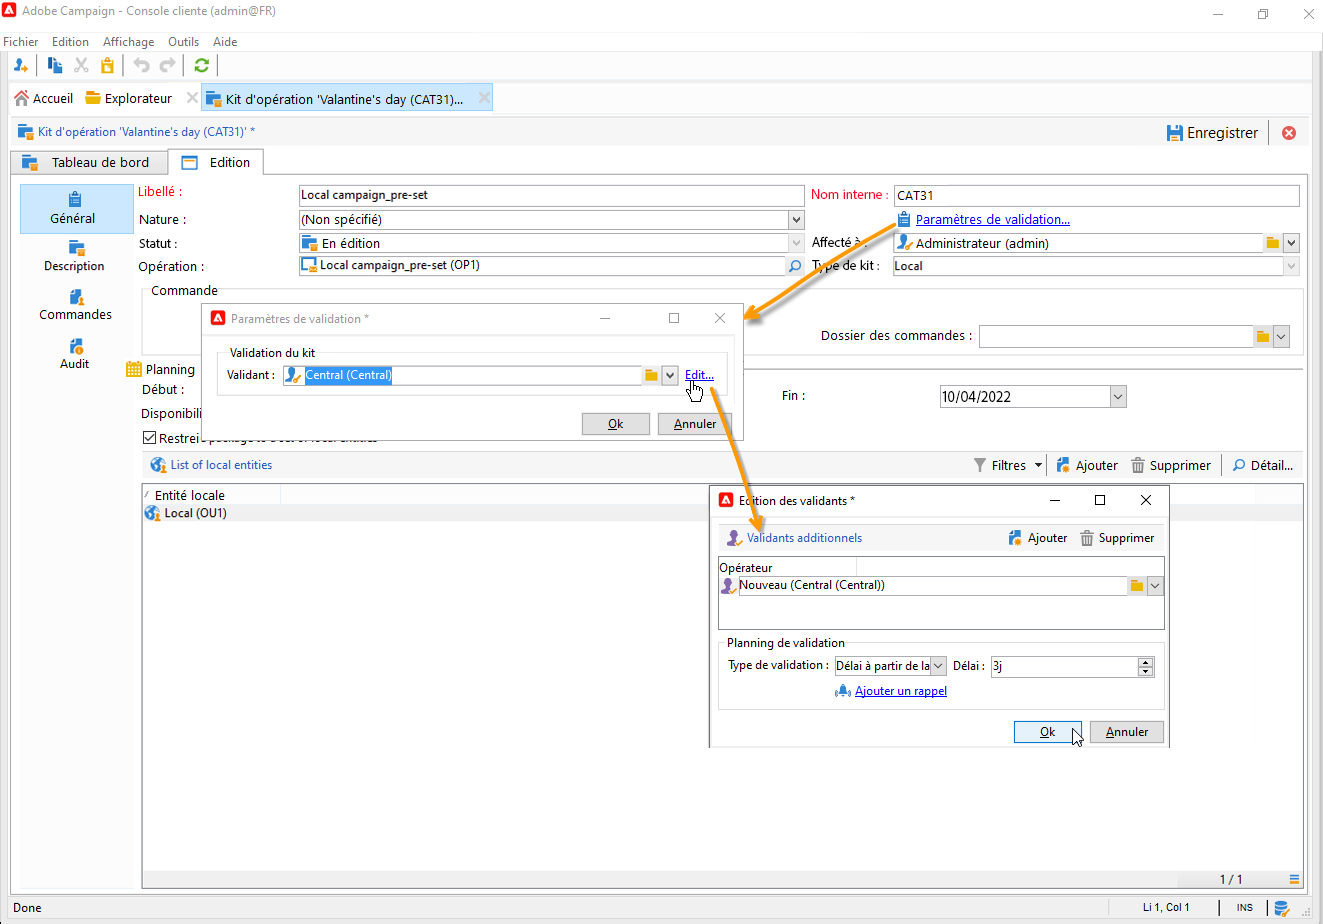 Adobe Campaign - Console cliente (admin@FR)
Fichier Edition Affichage Outils Aide
Accueil Explorateur Kit d'opération 'Valantine's day (CAT31)...
Kit d'opération 'Valantine's day (CAT31)' * Enregistrer
Tableau de bord Edition
Général
Description
Commandes
Audit
Libellé : Local campaign_pre-set Nom interne : CAT31
Nature : (Non spécifié) Paramètres de validation...
Statut : En édition Affecté à : Administrateur (admin)
Opération : Local campaign_pre-set (OP1) Type de kit : Local
Commande
Dossier des commandes :
Paramètres de validation *
Validation du kit
Validant : Central (Central) Edit...
Ok Annuler
Planning
Début : Fin : 10/04/2022
Disponibili
Restrei
List of local entities Filtres Ajouter Supprimer Détail...
Entité locale
Local (OU1)
Edition des validants *
Validants additionnels Ajouter Supprimer
Opérateur
Nouveau (Central (Central))
Planning de validation
Type de validation : Délai à partir de la Délai : 3j
Ajouter un rappel
Ok Annuler
1 / 1
Done Li 1, Col 1 INS